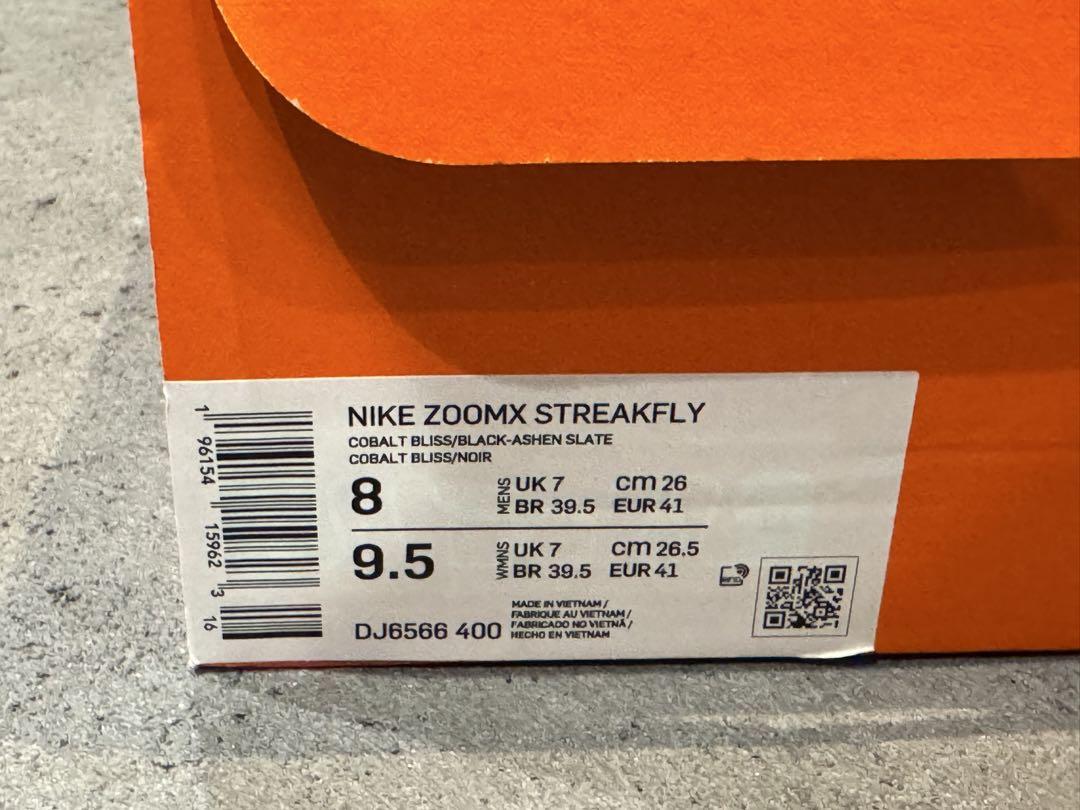 NIKE ZOOMX STREAKFLY
COBALT BLISS/BLACK-ASHEN SLATE
COBALT BLISS/NOIR
8 MENS UK 7 cm 26
BR 39.5 EUR 41
9.5 WMNS UK 7 cm 26.5
BR 39.5 EUR 41
DJ6566 400
MADE IN VIETNAM /
FABRIQUE AU VIETNAM /
FABRICADO NO VIETNÃ /
HECHO EN VIETNAM
RFID
1 96154 15962 3 16